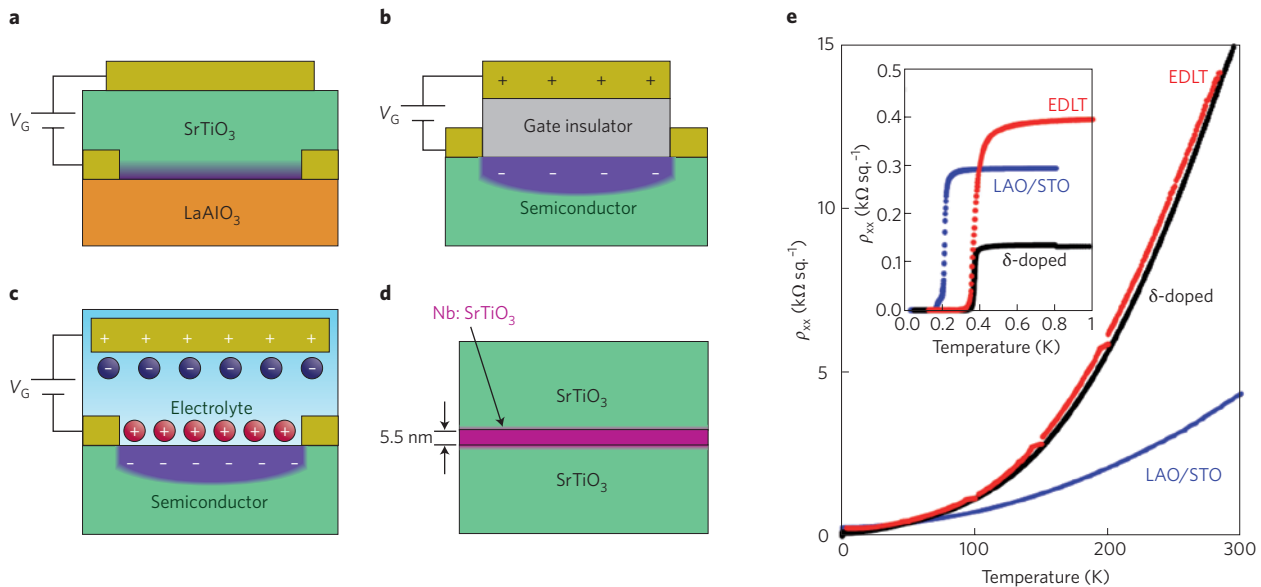 a
V_G
SrTiO₃
LaAlO₃
b
+ + + +
V_G
Gate insulator
– – – –
Semiconductor
c
+ + + + + +
– – – – – –
V_G
Electrolyte
+ + + + + +
– – – – – –
Semiconductor
d
Nb: SrTiO₃
SrTiO₃
5.5 nm
SrTiO₃
e
15
10
5
0
ρxx (kΩ sq.⁻¹)
0
100
200
300
Temperature (K)
EDLT
δ-doped
LAO/STO
0.5
0.4
0.3
0.2
0.1
0.0
ρxx (kΩ sq.⁻¹)
EDLT
LAO/STO
δ-doped
0.0 0.2 0.4 0.6 0.8 1
Temperature (K)